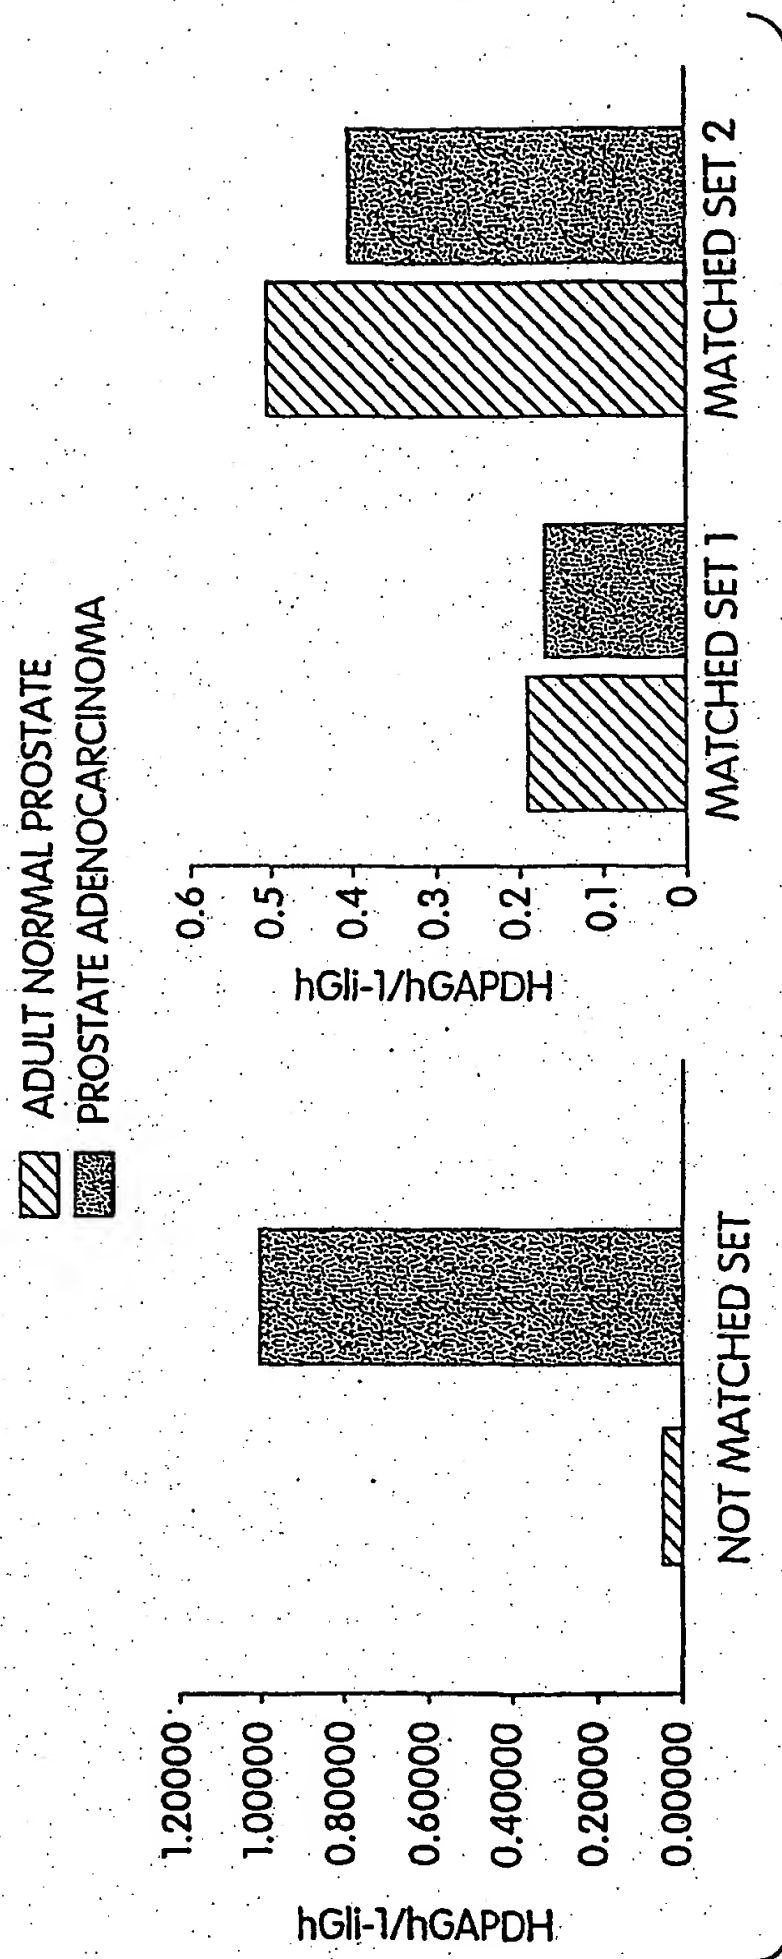 ADULT NORMAL PROSTATE
PROSTATE ADENOCARCINOMA
hGli-1/hGAPDH
1.20000
1.00000
0.80000
0.60000
0.40000
0.20000
0.00000
NOT MATCHED SET
hGli-1/hGAPDH
0.6
0.5
0.4
0.3
0.2
0.1
0
MATCHED SET 1
MATCHED SET 2